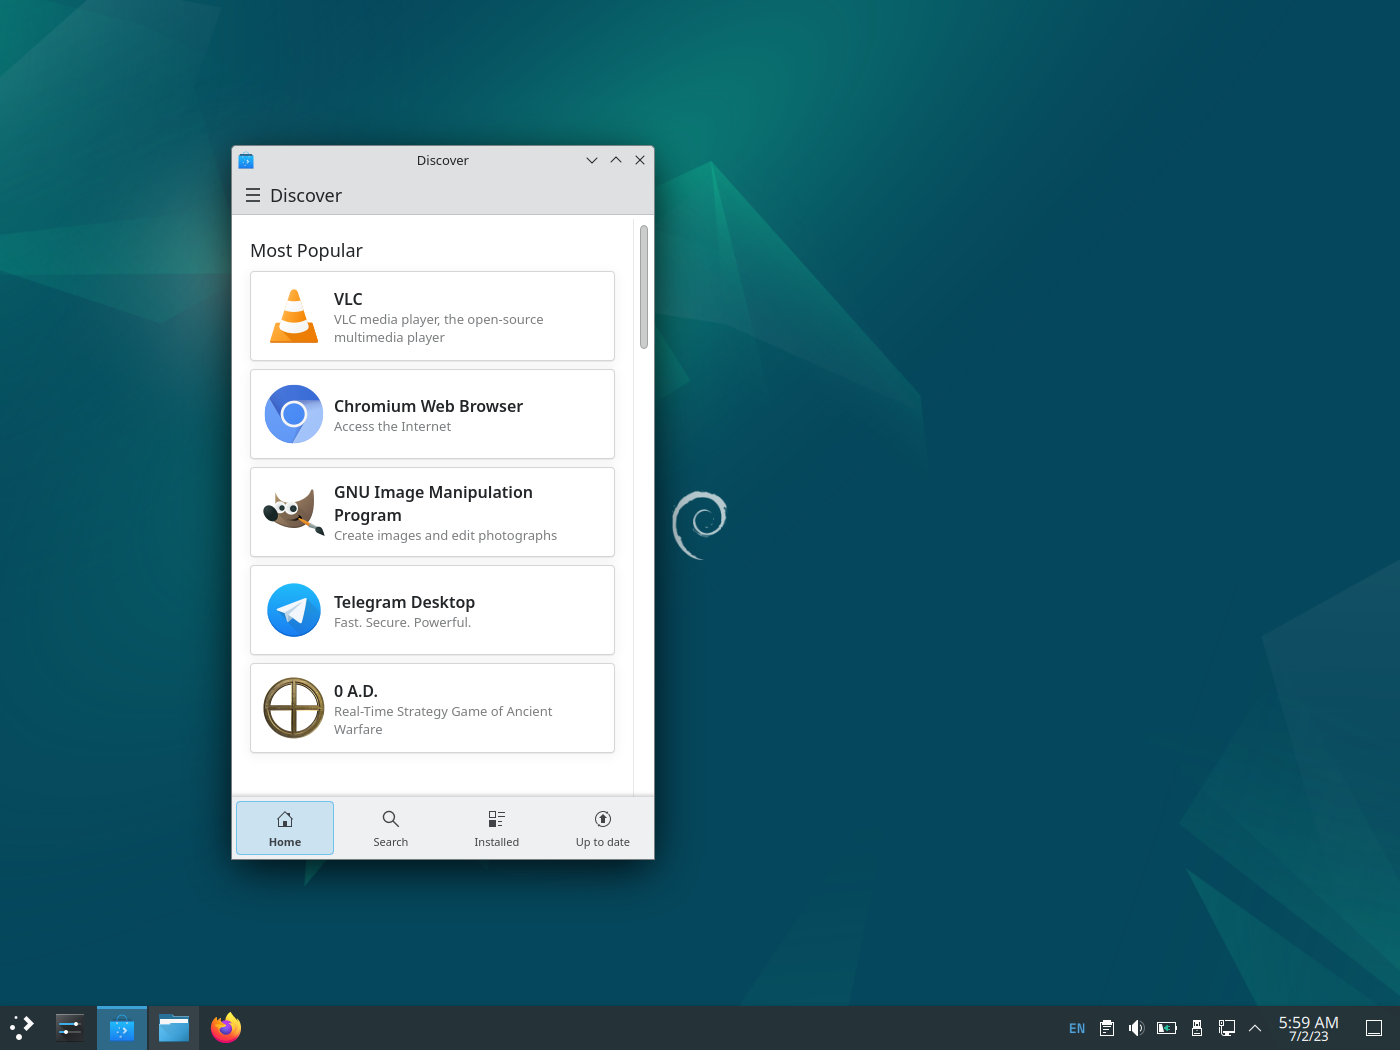 Discover
Discover
Most Popular
VLC
VLC media player, the open-source
multimedia player
Chromium Web Browser
Access the Internet
GNU Image Manipulation
Program
Create images and edit photographs
Telegram Desktop
Fast. Secure. Powerful.
0 A.D.
Real-Time Strategy Game of Ancient
Warfare
Home
Search
Installed
Up to date
EN
5:59 AM
7/2/23